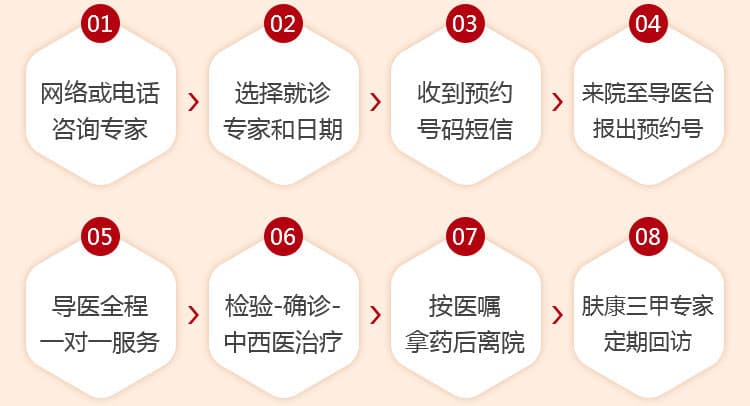 01
网络或电话
咨询专家
02
选择就诊
专家和日期
03
收到预约
号码短信
04
来院至导医台
报出预约号
05
导医全程
一对一服务
06
检验-确诊-
中西医治疗
07
按医嘱
拿药后离院
08
肤康三甲专家
定期回访